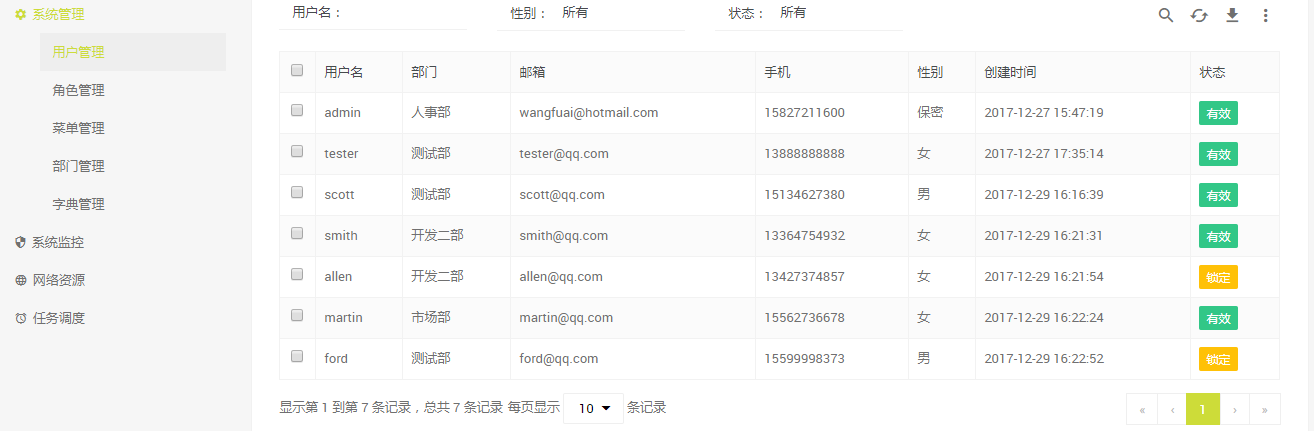 系统管理
用户管理
角色管理
菜单管理
部门管理
字典管理
系统监控
网络资源
任务调度
用户名： 性别： 所有 状态： 所有
用户名 部门 邮箱 手机 性别 创建时间 状态
admin 人事部 wangfuai@hotmail.com 15827211600 保密 2017-12-27 15:47:19 有效
tester 测试部 tester@qq.com 13888888888 女 2017-12-27 17:35:14 有效
scott 测试部 scott@qq.com 15134627380 男 2017-12-29 16:16:39 有效
smith 开发二部 smith@qq.com 13364754932 女 2017-12-29 16:21:31 有效
allen 开发二部 allen@qq.com 13427374857 女 2017-12-29 16:21:54 锁定
martin 市场部 martin@qq.com 15562736678 女 2017-12-29 16:22:24 有效
ford 测试部 ford@qq.com 15599998373 男 2017-12-29 16:22:52 锁定
显示第 1 到第 7 条记录，总共 7 条记录 每页显示 10 条记录 « ‹ 1 › »